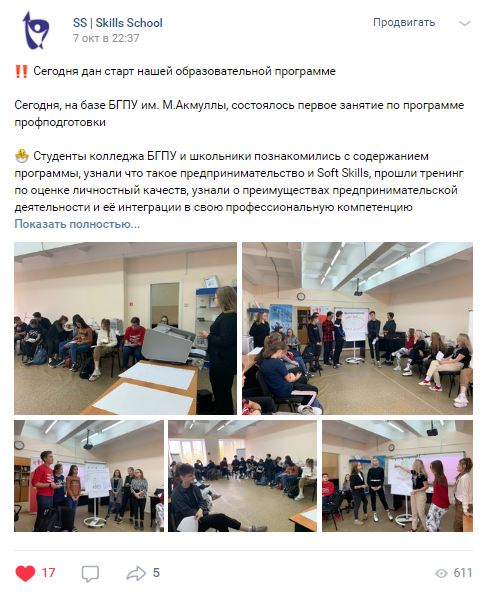 SS | Skills School
Продвигать
7 окт в 22:37
‼ Сегодня дан старт нашей образовательной программе
Сегодня, на базе БГПУ им. М.Акмуллы, состоялось первое занятие по программе
профподготовки
🐣 Студенты колледжа БГПУ и школьники познакомились с содержанием
программы, узнали что такое предпринимательство и Soft Skills, прошли тренинг
по оценке личностный качеств, узнали о преимуществах предпринимательской
деятельности и её интеграции в свою профессиональную компетенцию
Показать полностью...
17
5
611